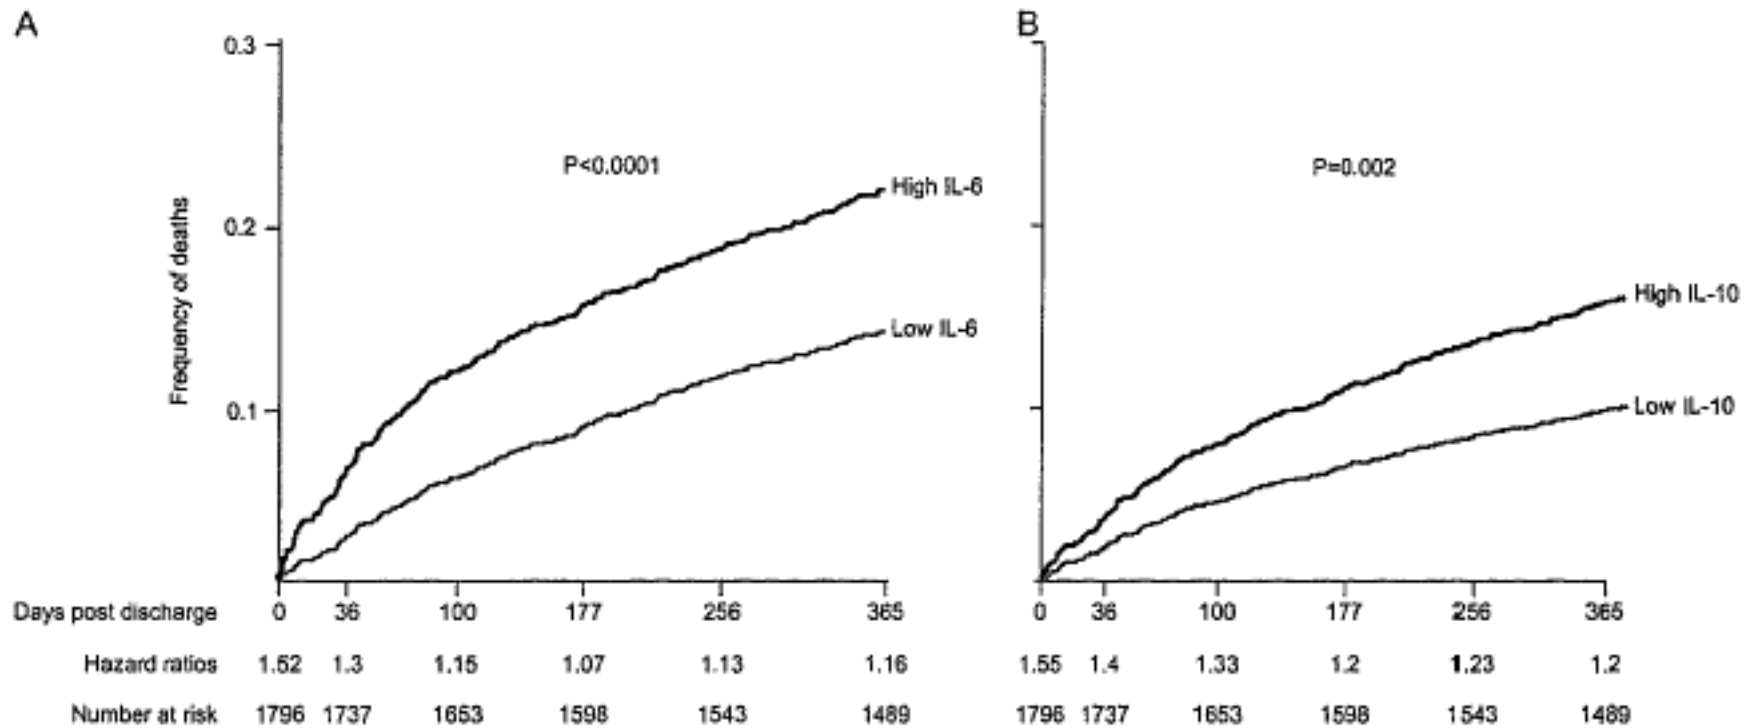 A
B
0.3
0.2
0.1
Frequency of deaths
P<0.0001
High IL-6
Low IL-6
P=0.002
High IL-10
Low IL-10
Days post discharge 0 36 100 177 256 365 0 36 100 177 256 365
Hazard ratios 1.52 1.3 1.15 1.07 1.13 1.16 1.55 1.4 1.33 1.2 1.23 1.2
Number at risk 1796 1737 1653 1598 1543 1489 1796 1737 1653 1598 1543 1489